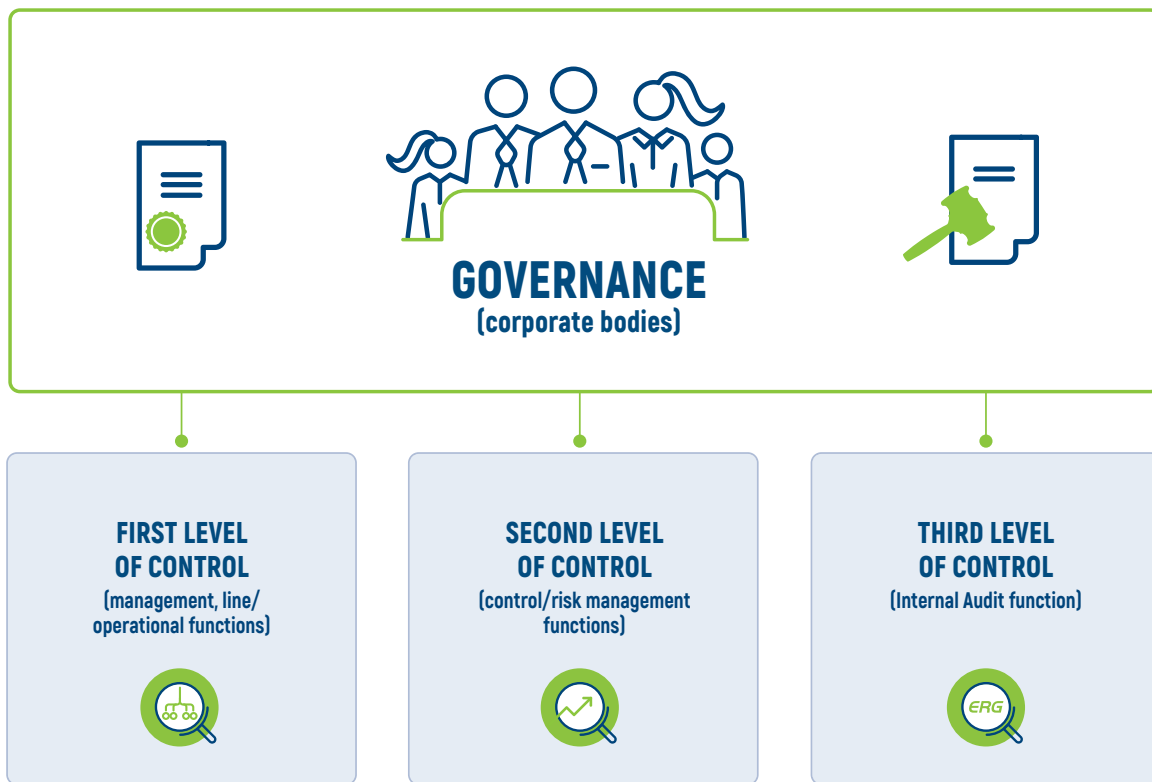 GOVERNANCE
(corporate bodies)
FIRST LEVEL
OF CONTROL
(management, line/
operational functions)
SECOND LEVEL
OF CONTROL
(control/risk management
functions)
THIRD LEVEL
OF CONTROL
(Internal Audit function)
ERG